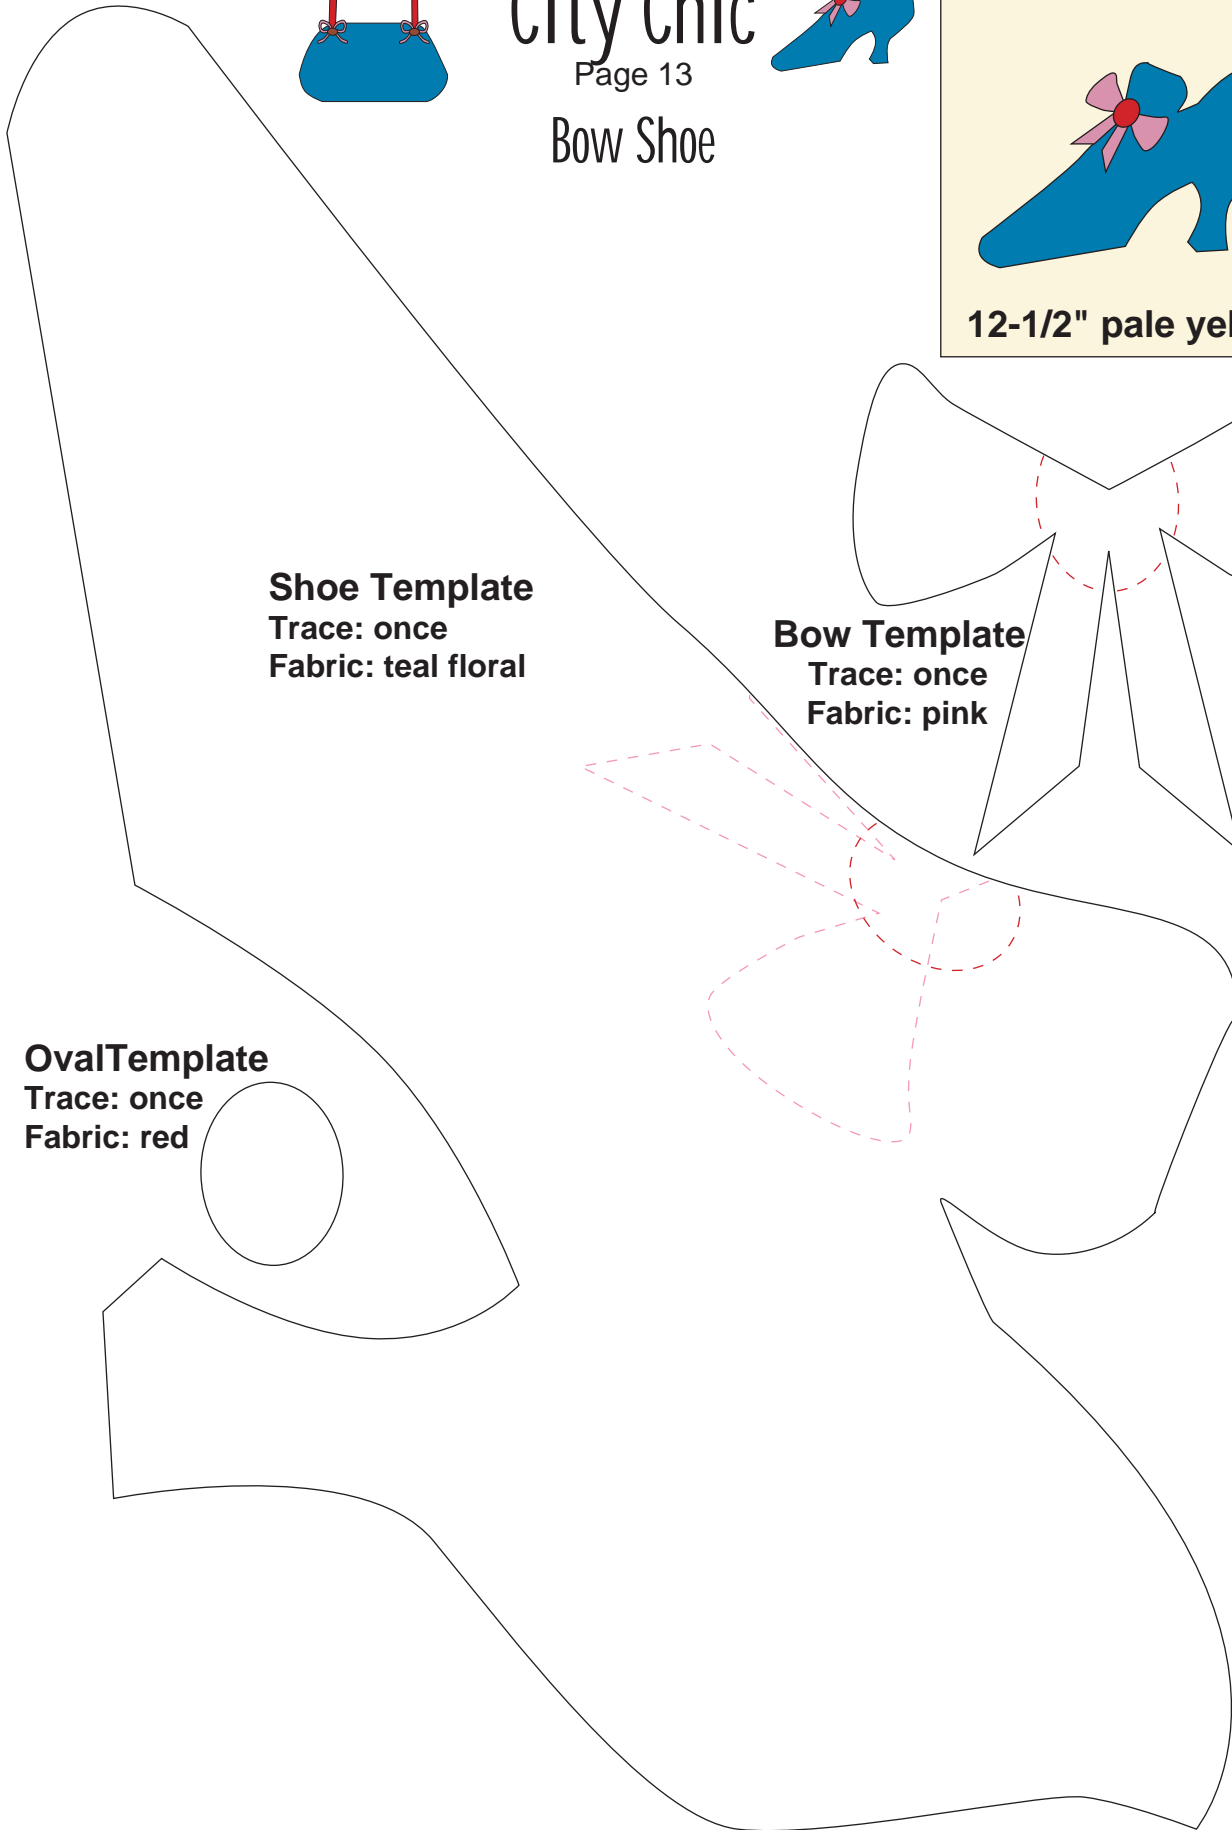 City Chic
Page 13
Bow Shoe
12-1/2" pale yel
Shoe Template
Trace: once
Fabric: teal floral
Bow Template
Trace: once
Fabric: pink
OvalTemplate
Trace: once
Fabric: red